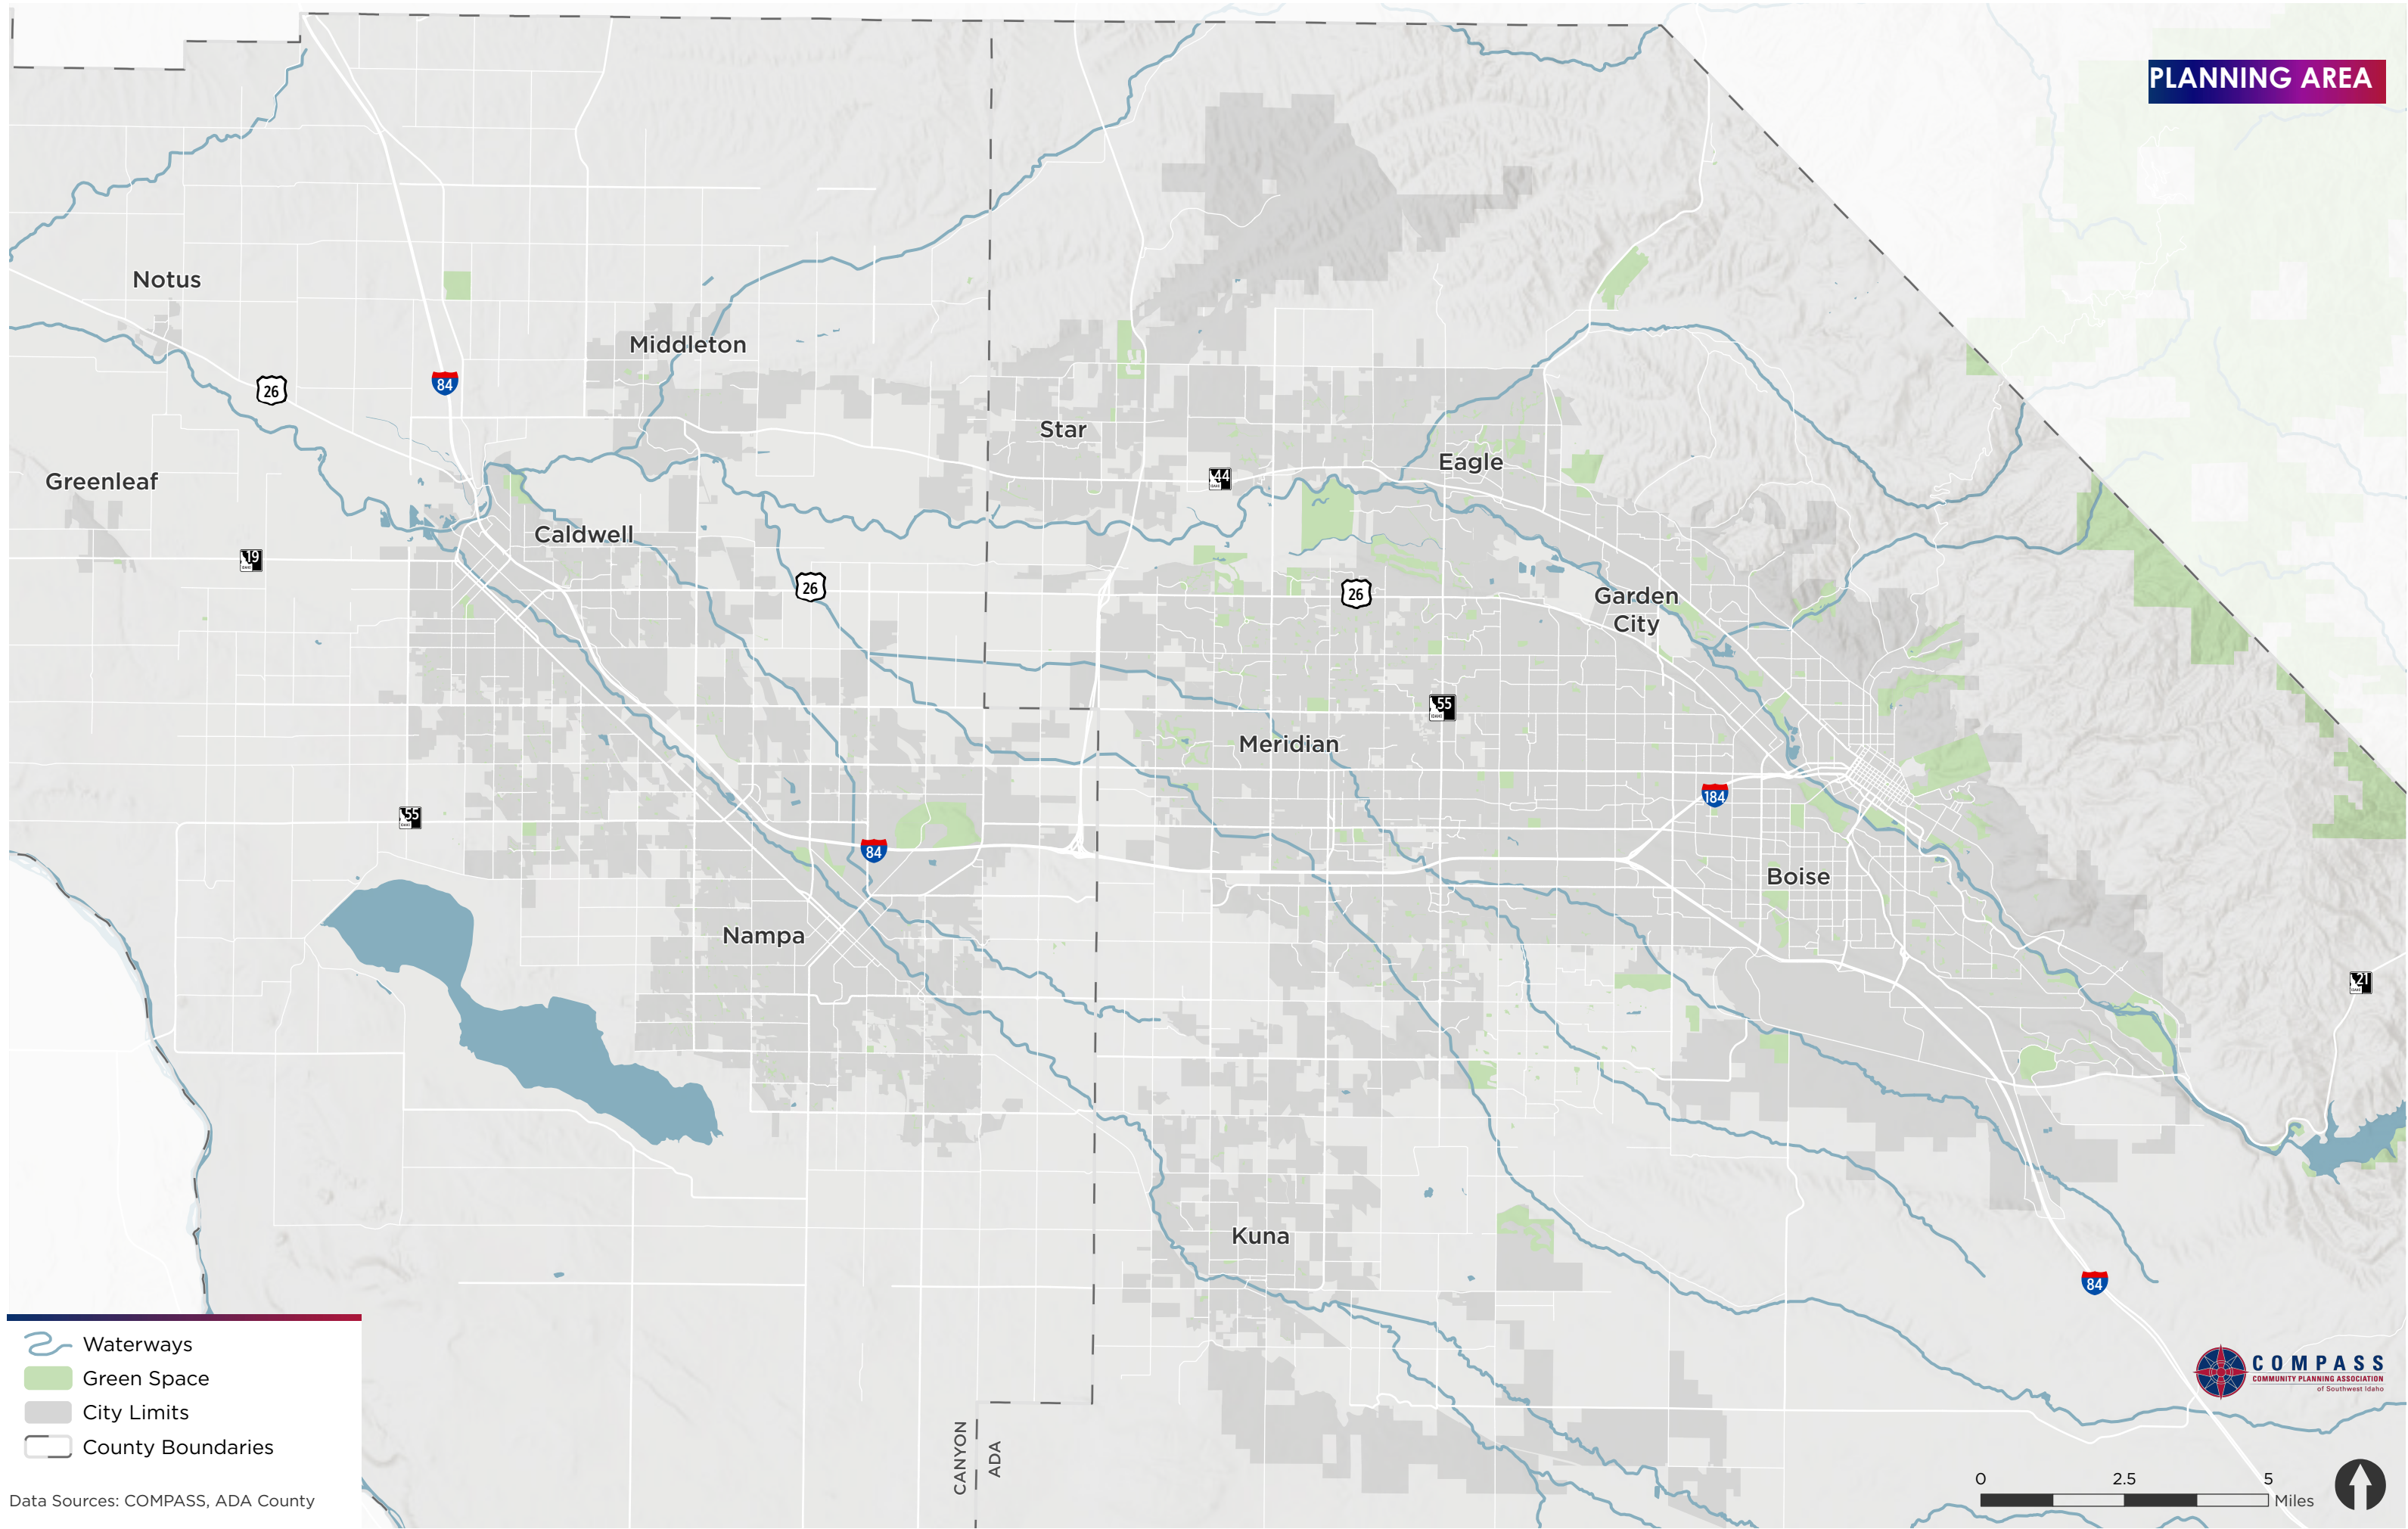 PLANNING AREA
Notus
Middleton
26
84
Star
Eagle
44
Greenleaf
Caldwell
19
26
26
Garden
City
55
Meridian
184
55
84
Boise
Nampa
21
Kuna
84
Waterways
Green Space
City Limits
County Boundaries
Data Sources: COMPASS, ADA County
CANYON
ADA
COMPASS
COMMUNITY PLANNING ASSOCIATION
of Southwest Idaho
0 2.5 5
Miles